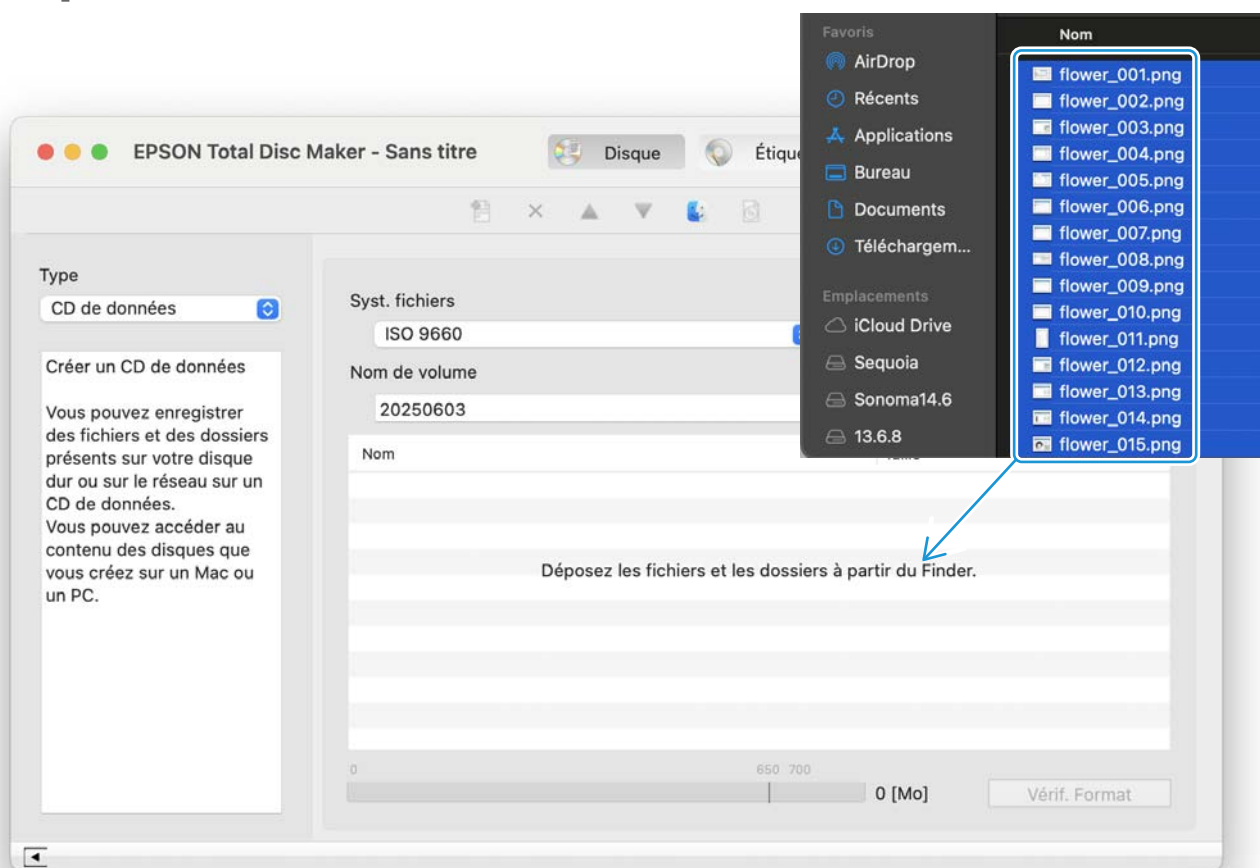 EPSON Total Disc Maker - Sans titre
Disque
Type
CD de données
Créer un CD de données
Vous pouvez enregistrer
des fichiers et des dossiers
présents sur votre disque
dur ou sur le réseau sur un
CD de données.
Vous pouvez accéder au
contenu des disques que
vous créez sur un Mac ou
un PC.
Syst. fichiers
ISO 9660
Nom de volume
20250603
Nom
Déposez les fichiers et les dossiers à partir du Finder.
0
650 700
0 [Mo]
Vérif. Format
Favoris
AirDrop
Récents
Applications
Bureau
Documents
Téléchargem...
Emplacements
iCloud Drive
Sequoia
Sonoma14.6
13.6.8
Nom
flower_001.png
flower_002.png
flower_003.png
flower_004.png
flower_005.png
flower_006.png
flower_007.png
flower_008.png
flower_009.png
flower_010.png
flower_011.png
flower_012.png
flower_013.png
flower_014.png
flower_015.png